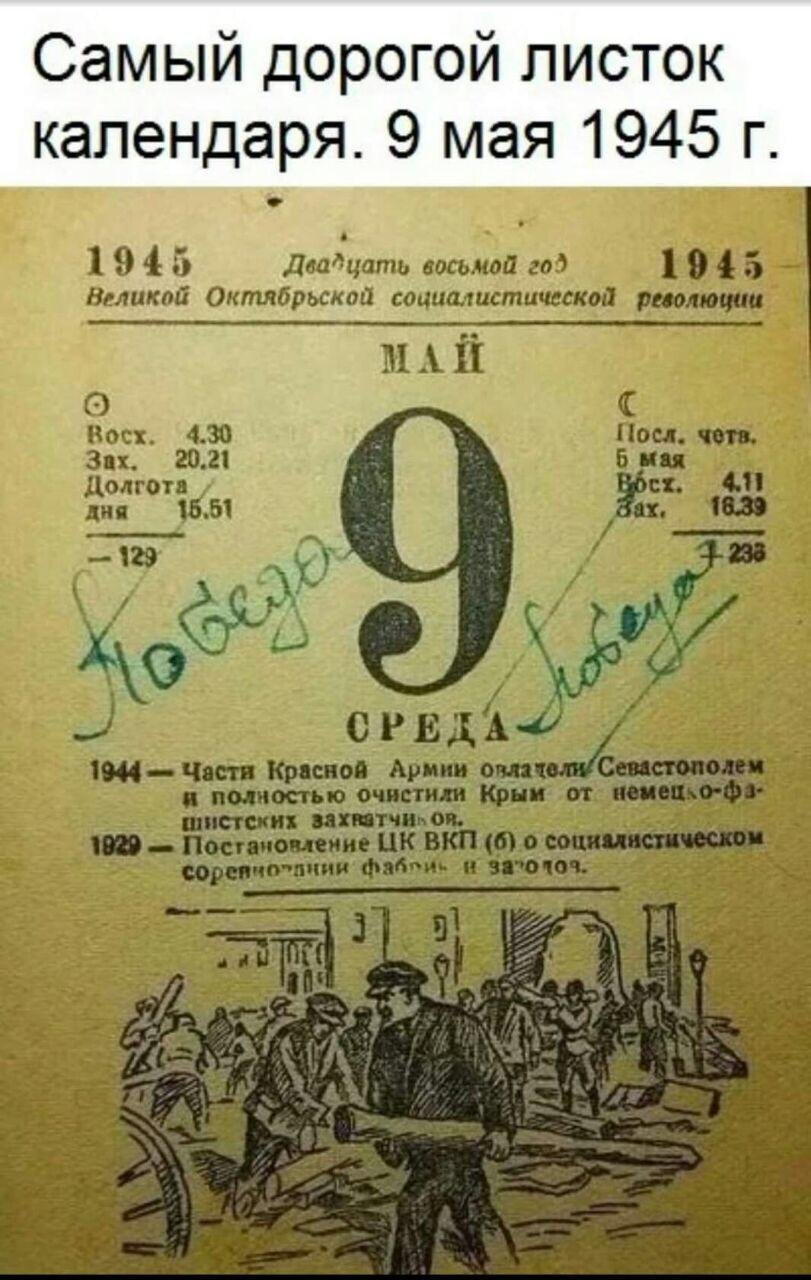 Самый дорогой листок
календаря. 9 мая 1945 г.
1945 Двадцать восьмой год 1945
Великой Октябрьской социалистической революции
МАЙ
Восх. 4.30
Зах. 20.21
Долгота
дня 15.51
— 129
9
Посл. четв.
5 мая
Восх. 4.11
Зах. 16.39
+ 236
Победа
Победа
СРЕДА
1944 — Части Красной Армии овладели Севастополем
и полностью очистили Крым от немецко-фа-
шистских захватчиков.
1929 — Постановление ЦК ВКП (б) о социалистическом
соревновании фабрик и заводов.